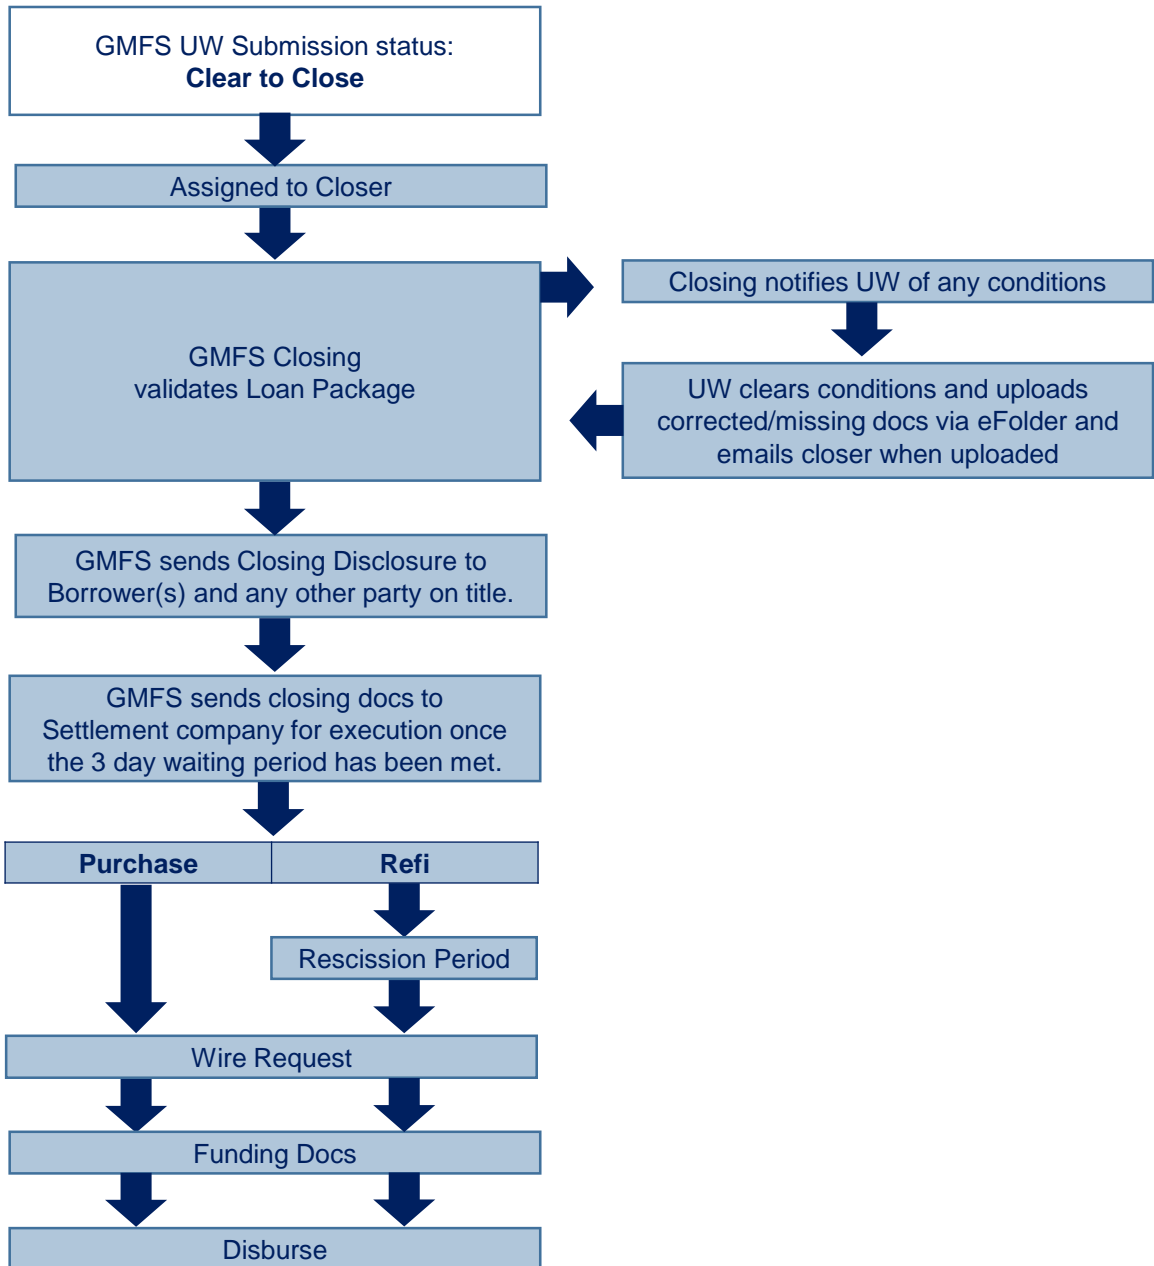 GMFS UW Submission status:
Clear to Close
Assigned to Closer
GMFS Closing
validates Loan Package
Closing notifies UW of any conditions
UW clears conditions and uploads
corrected/missing docs via eFolder and
emails closer when uploaded
GMFS sends Closing Disclosure to
Borrower(s) and any other party on title.
GMFS sends closing docs to
Settlement company for execution once
the 3 day waiting period has been met.
Purchase
Refi
Rescission Period
Wire Request
Funding Docs
Disburse